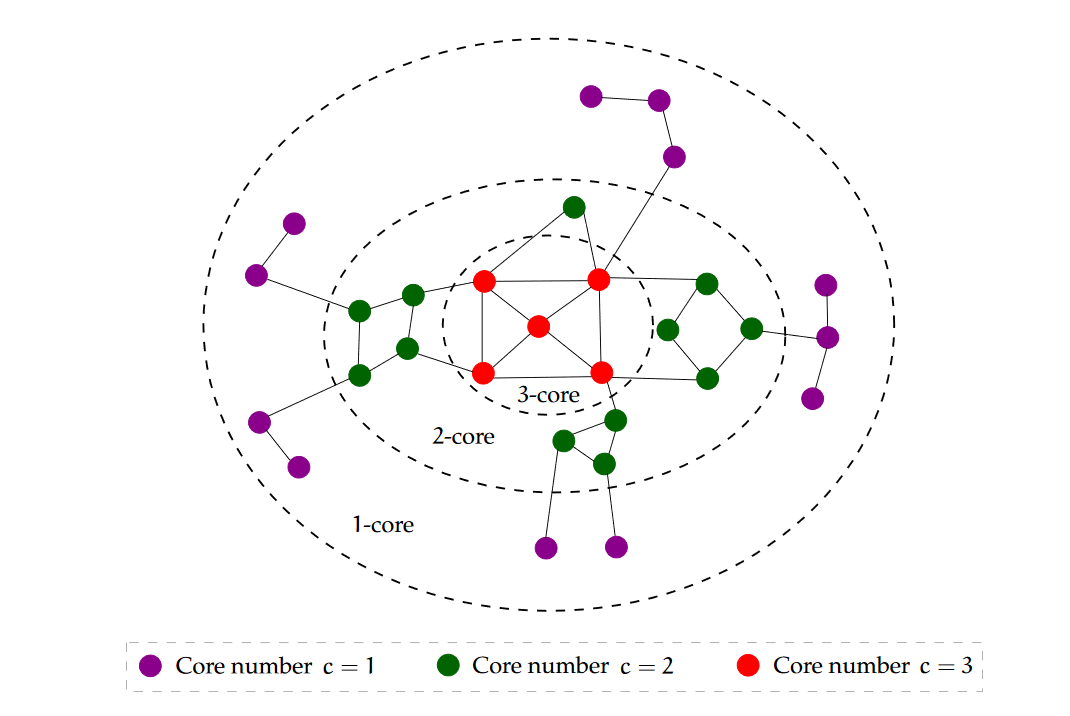 3-core
2-core
1-core
Core number c = 1 Core number c = 2 Core number c = 3